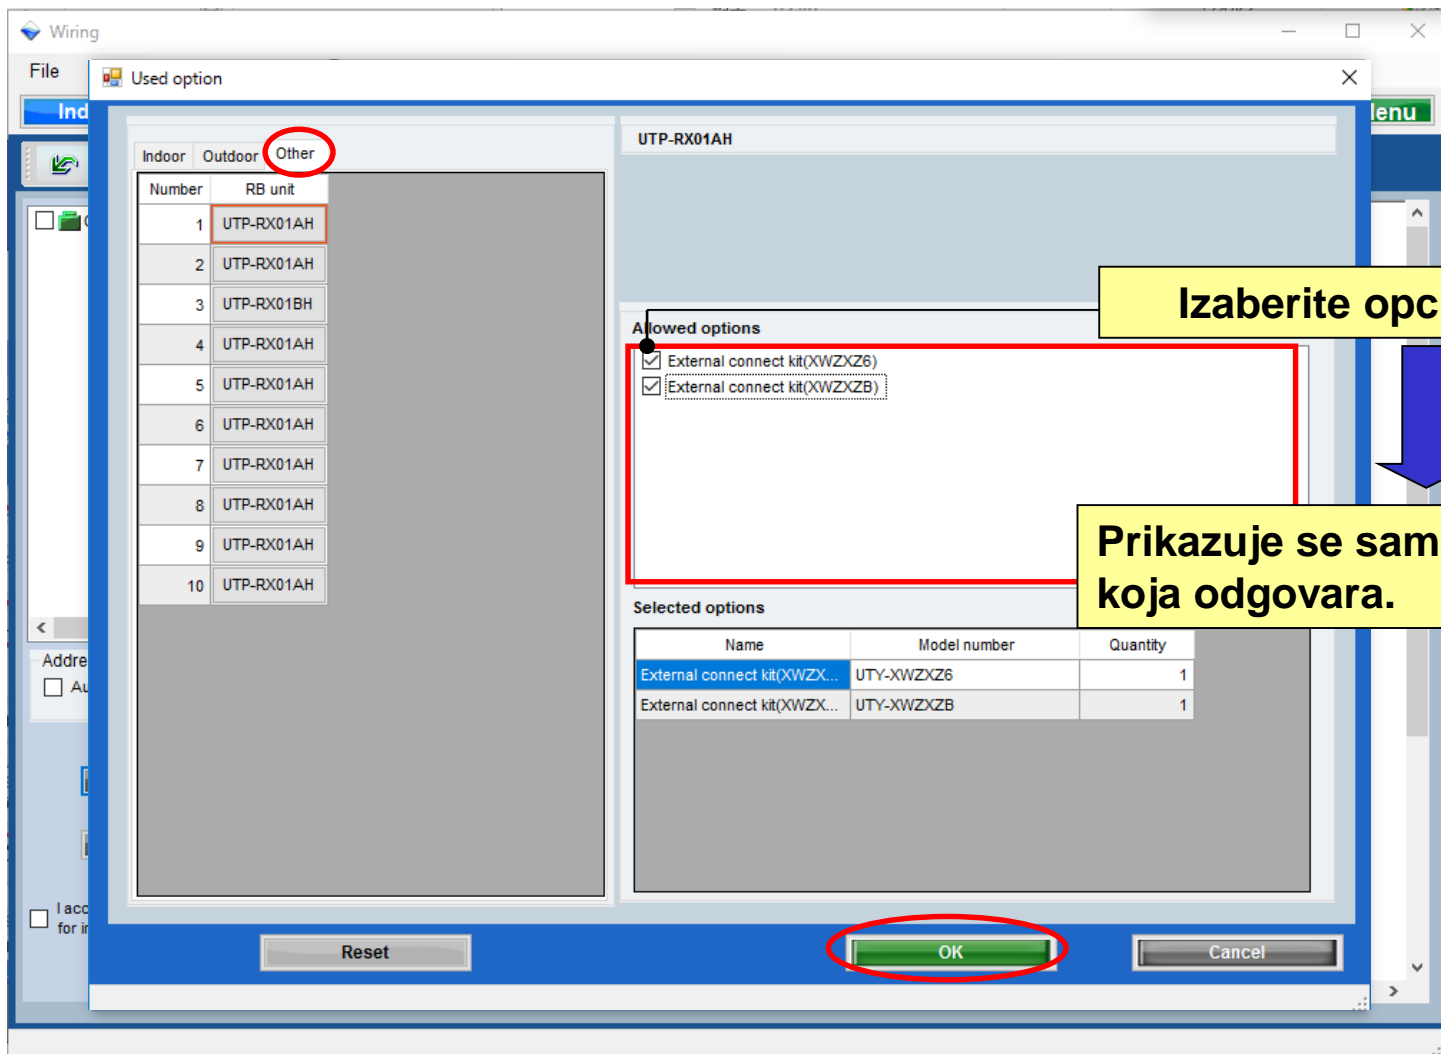 Wiring
File
Used option
Ind
enu
Indoor Outdoor Other
UTP-RX01AH
Number RB unit
1 UTP-RX01AH
2 UTP-RX01AH
3 UTP-RX01BH
4 UTP-RX01AH
5 UTP-RX01AH
6 UTP-RX01AH
7 UTP-RX01AH
8 UTP-RX01AH
9 UTP-RX01AH
10 UTP-RX01AH
Izaberite opc
Allowed options
External connect kit(XWZXZ6)
External connect kit(XWZXZB)
Prikazuje se sam
koja odgovara.
Selected options
Name Model number Quantity
External connect kit(XWZX... UTY-XWZXZ6 1
External connect kit(XWZX... UTY-XWZXZB 1
Addre
Au
I acc
for in
Reset OK Cancel